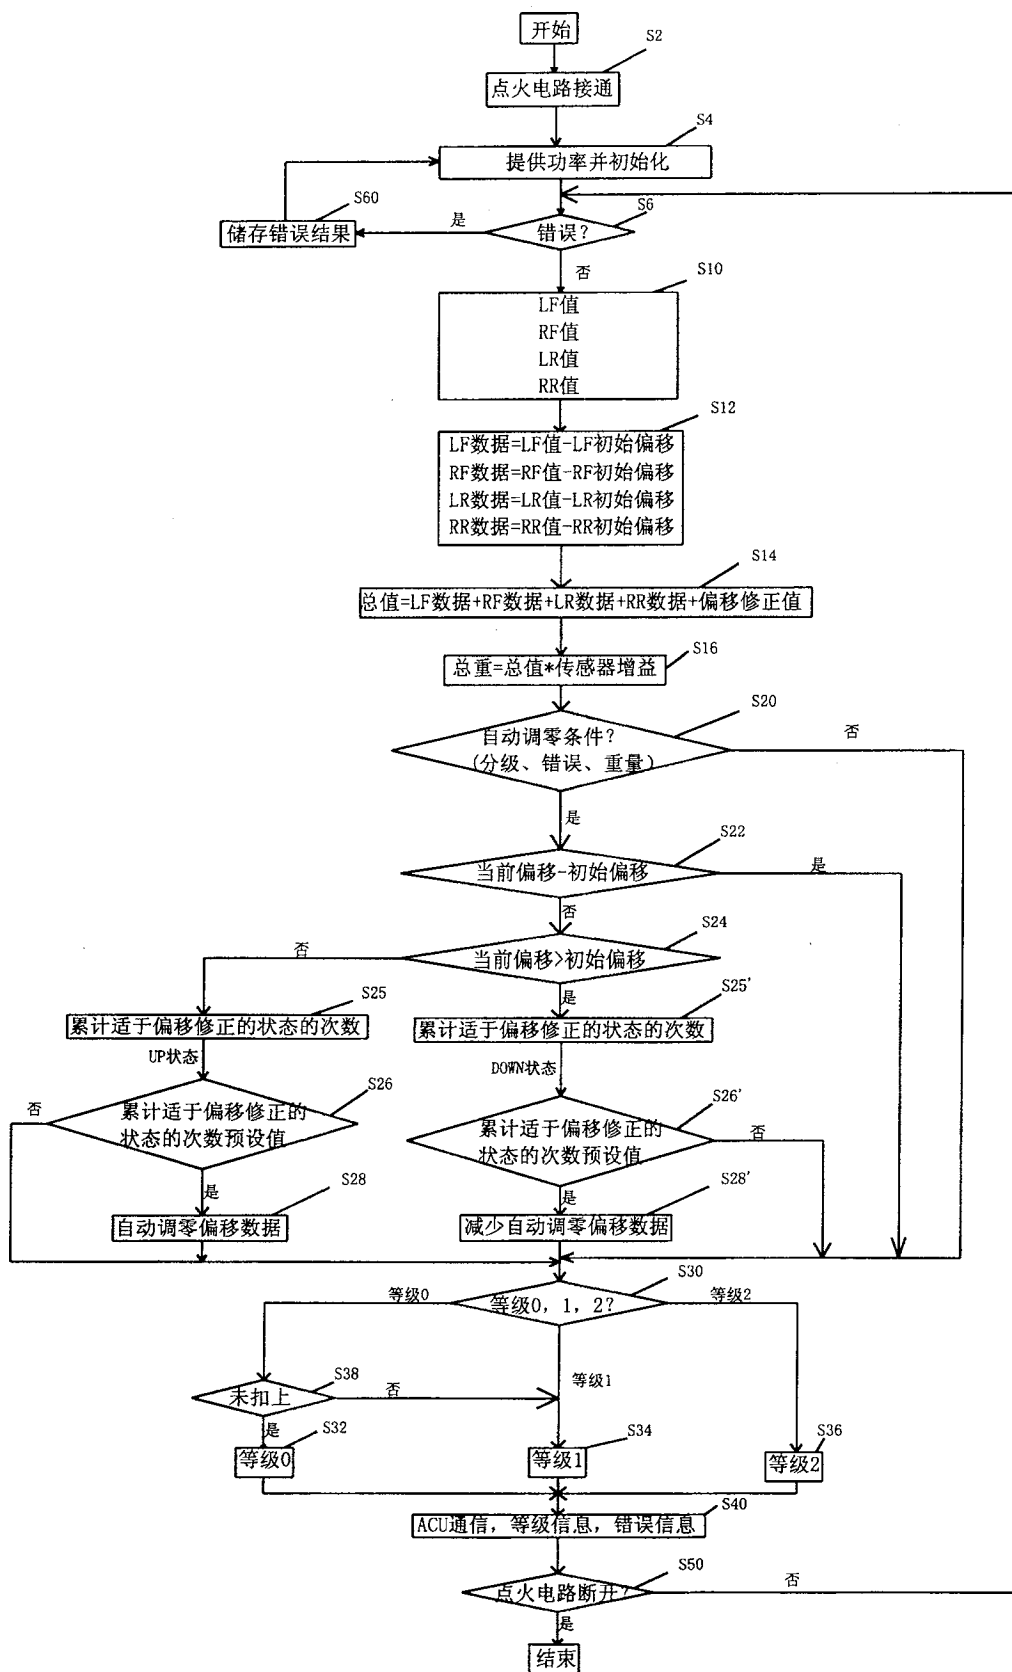 开始
S2
点火电路接通
S4
提供功率并初始化
S60
是
S6
储存错误结果
错误?
否
S10
LF值
RF值
LR值
RR值
S12
LF数据=LF值-LF初始偏移
RF数据=RF值-RF初始偏移
LR数据=LR值-LR初始偏移
RR数据=RR值-RR初始偏移
S14
总值=LF数据+RF数据+LR数据+RR数据+偏移修正值
S16
总重=总值*传感器增益
S20
自动调零条件?
(分级、错误、重量)
否
是
S22
当前偏移-初始偏移
是
否
S24
否
当前偏移>初始偏移
S25
是
S25'
累计适于偏移修正的状态的次数
累计适于偏移修正的状态的次数
UP状态
DOWN状态
S26
S26'
否
累计适于偏移修正的
状态的次数预设值
累计适于偏移修正的
状态的次数预设值
否
是
S28
是
S28'
自动调零偏移数据
减少自动调零偏移数据
S30
等级0
等级0, 1, 2?
等级2
S38
等级1
未扣上
否
是
S32
S34
S36
等级0
等级1
等级2
S40
ACU通信, 等级信息, 错误信息
S50
点火电路断开?
否
是
结束